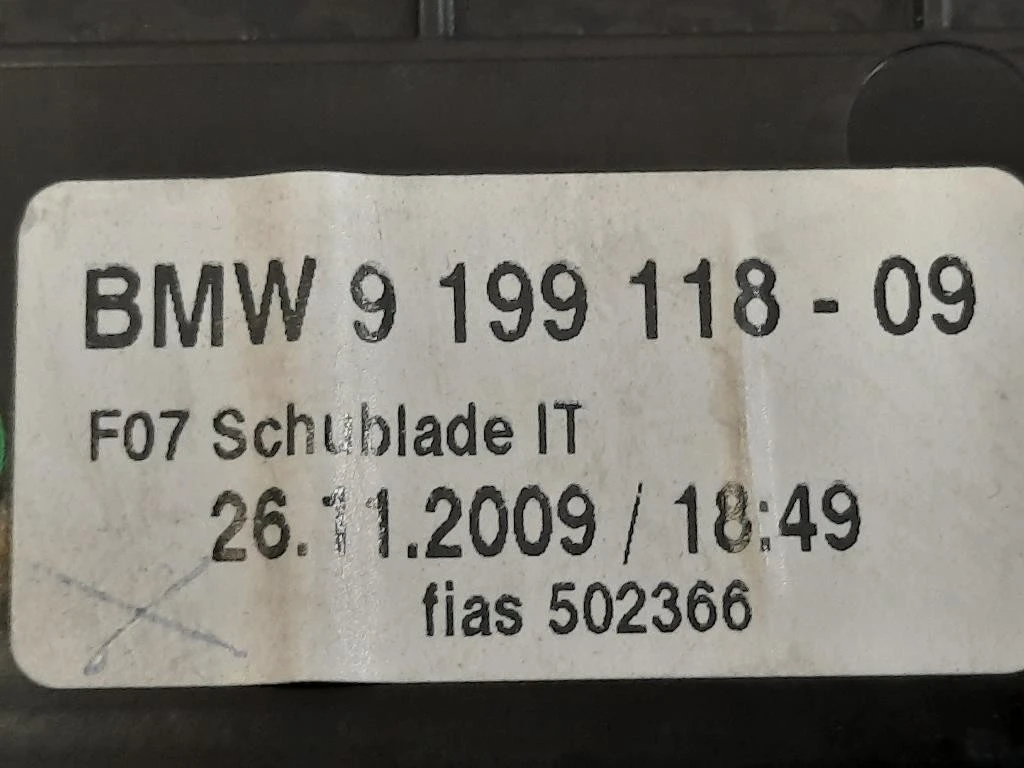 BMW 9 199 118 - 09
F07 Schublade IT
26.11.2009 / 18:49
fias 502366